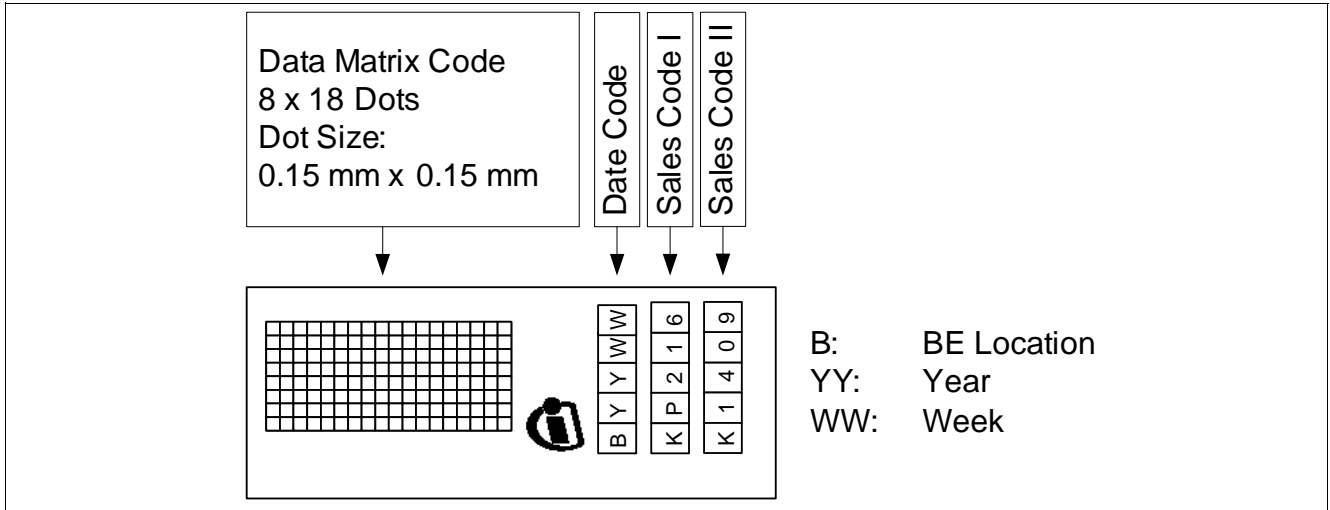 Data Matrix Code
8 x 18 Dots
Dot Size:
0.15 mm x 0.15 mm
Date Code
Sales Code I
Sales Code II
BYYWW
KP216
K1409
B: BE Location
YY: Year
WW: Week